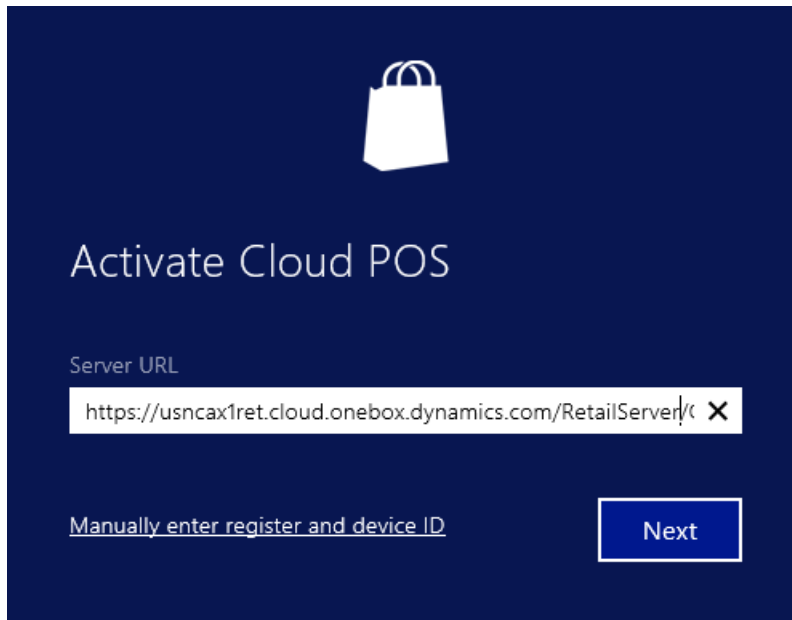 Activate Cloud POS
Server URL
https://usncax1ret.cloud.onebox.dynamics.com/RetailServer/
Manually enter register and device ID
Next